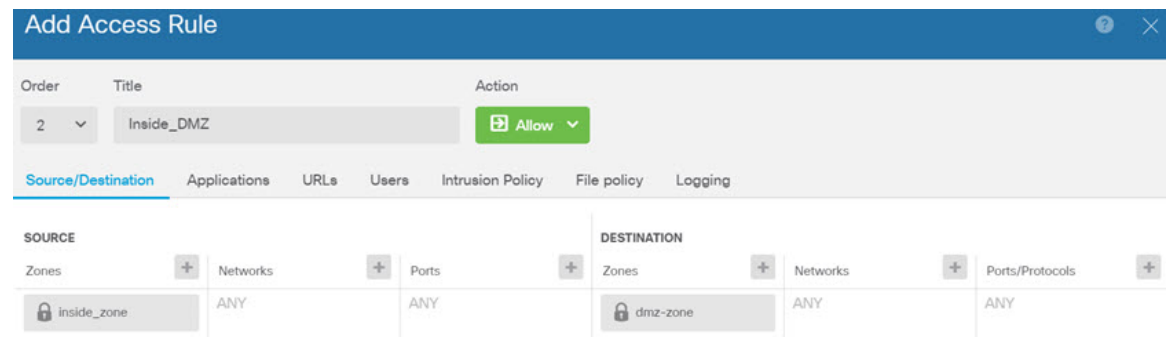 Add Access Rule
Order Title Action
2 Inside_DMZ Allow
Source/Destination Applications URLs Users Intrusion Policy File policy Logging
SOURCE DESTINATION
Zones Networks Ports Zones Networks Ports/Protocols
inside_zone ANY ANY dmz-zone ANY ANY